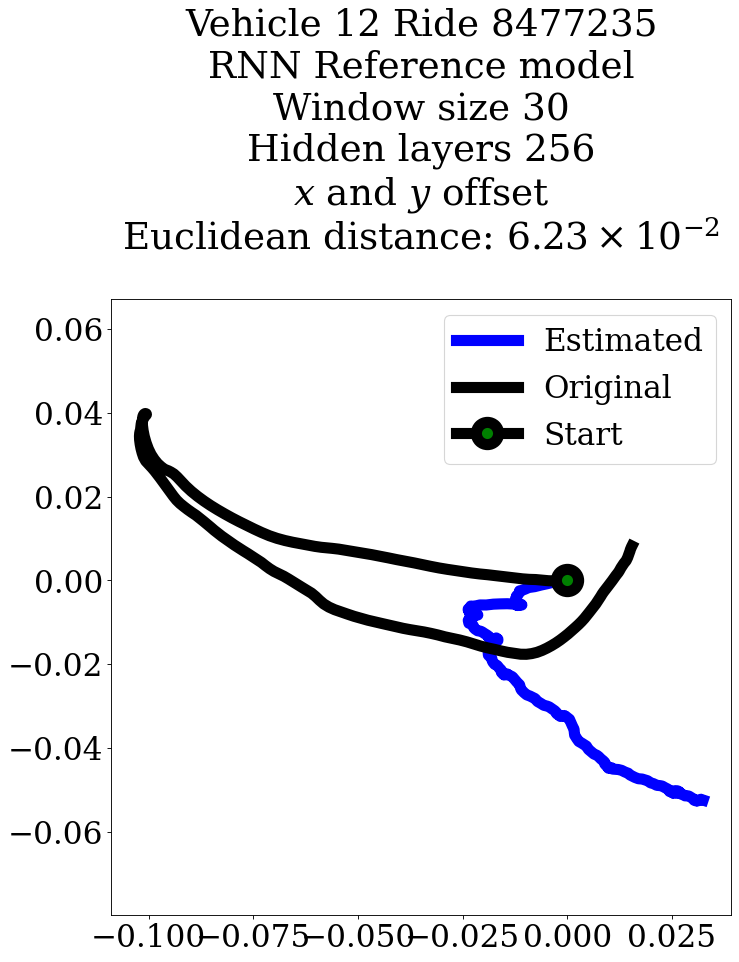 Vehicle 12 Ride 8477235
RNN Reference model
Window size 30
Hidden layers 256
x and y offset
Euclidean distance: 6.23 × 10⁻²
Estimated
Original
Start
0.06
0.04
0.02
0.00
−0.02
−0.04
−0.06
−0.100 −0.075 −0.050 −0.025 0.000 0.025